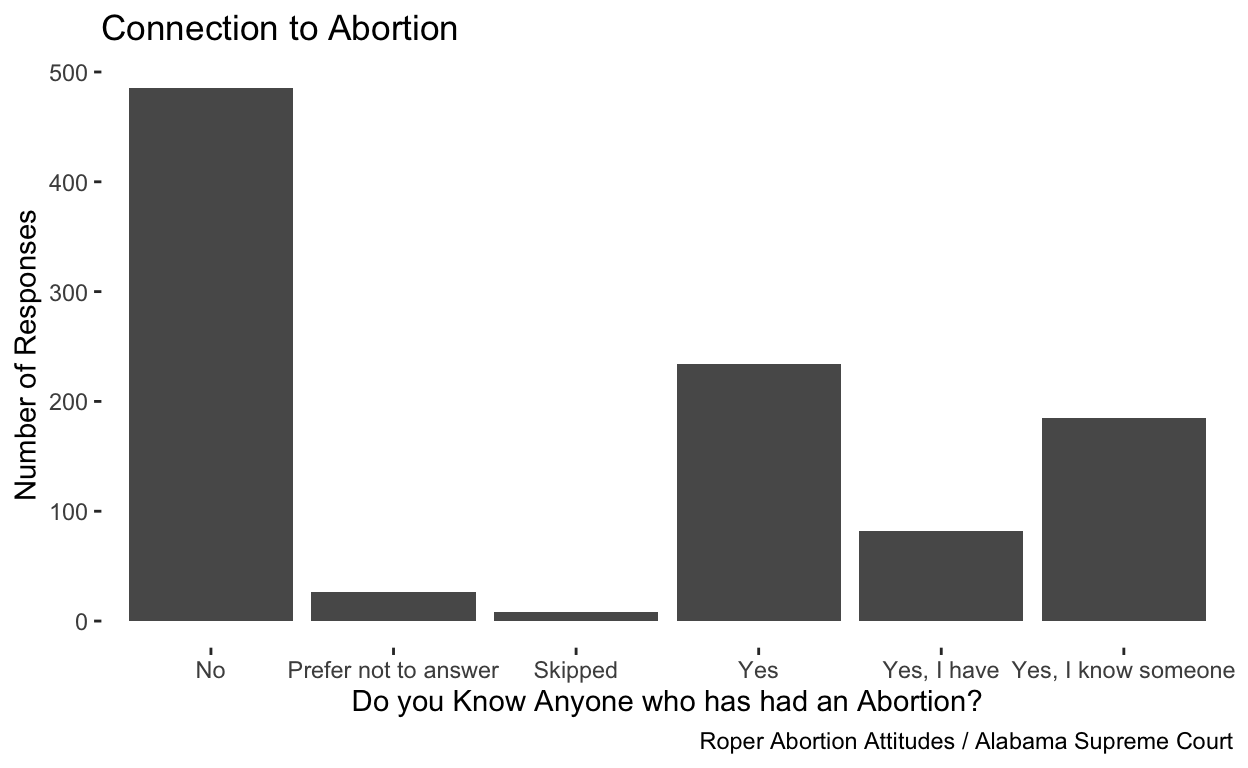 Connection to Abortion
500
400
300
200
100
0
Number of Responses
No
Prefer not to answer
Skipped
Yes
Yes, I have
Yes, I know someone
Do you Know Anyone who has had an Abortion?
Roper Abortion Attitudes / Alabama Supreme Court